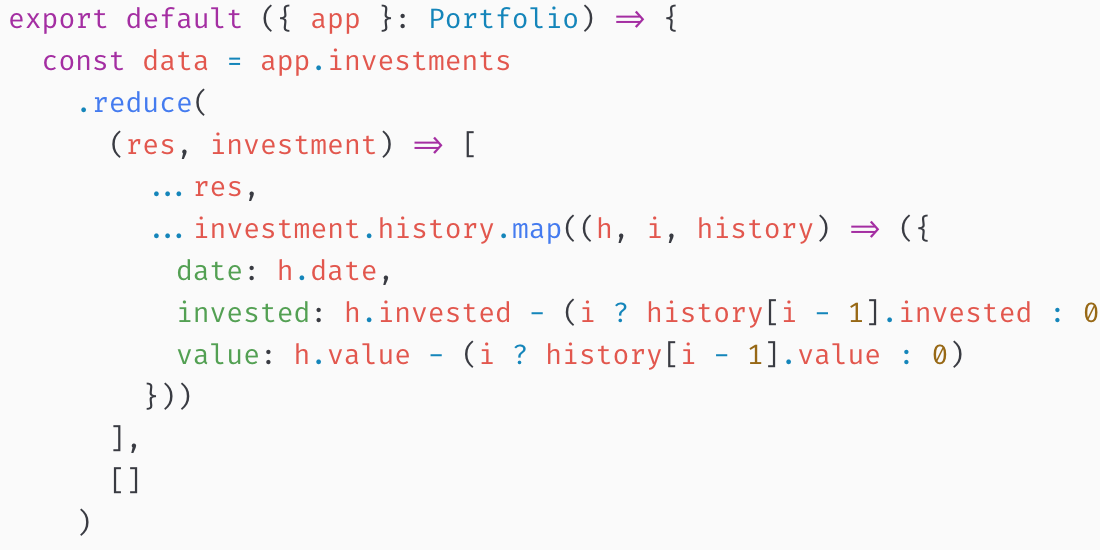 export default ({ app }: Portfolio) => {
  const data = app.investments
    .reduce(
      (res, investment) => [
        ...res,
        ...investment.history.map((h, i, history) => ({
          date: h.date,
          invested: h.invested - (i ? history[i - 1].invested : 0
          value: h.value - (i ? history[i - 1].value : 0)
        }))
      ],
      []
    )